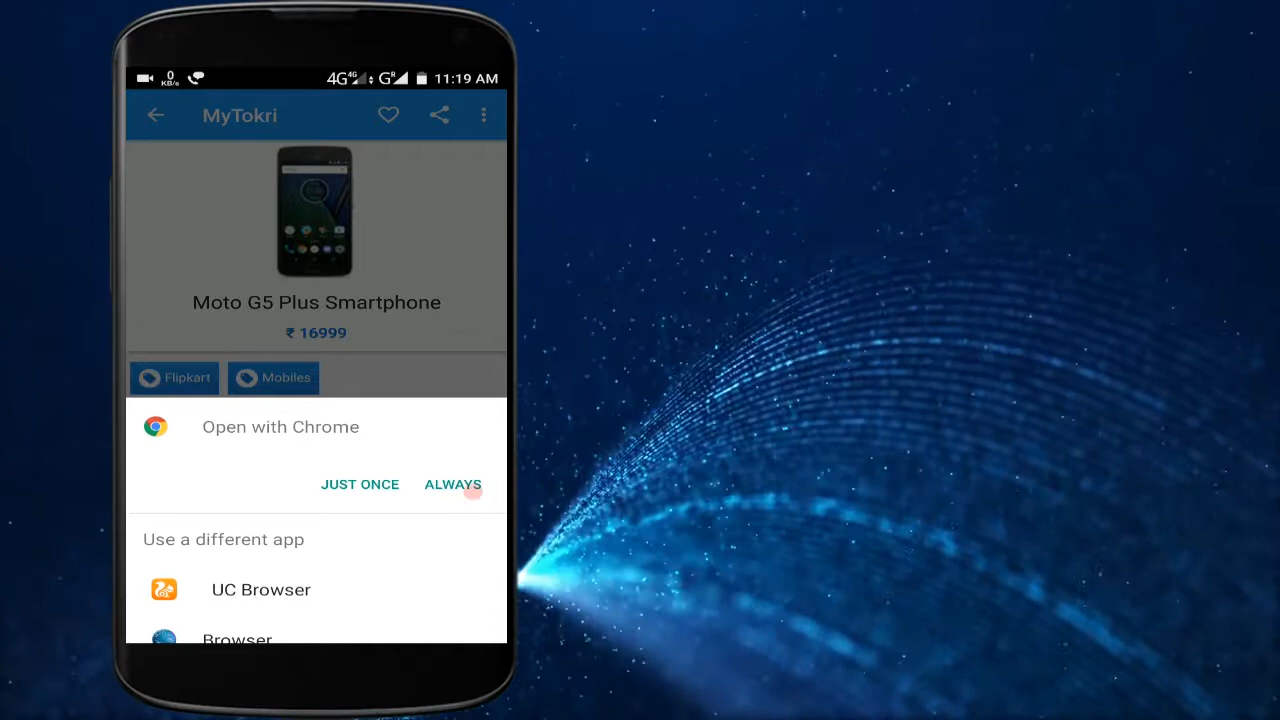 0 KB/s 4G 4G GR 11:19 AM
MyTokri
Moto G5 Plus Smartphone
₹ 16999
Flipkart Mobiles
Open with Chrome
JUST ONCE ALWAYS
Use a different app
UC Browser
Browser